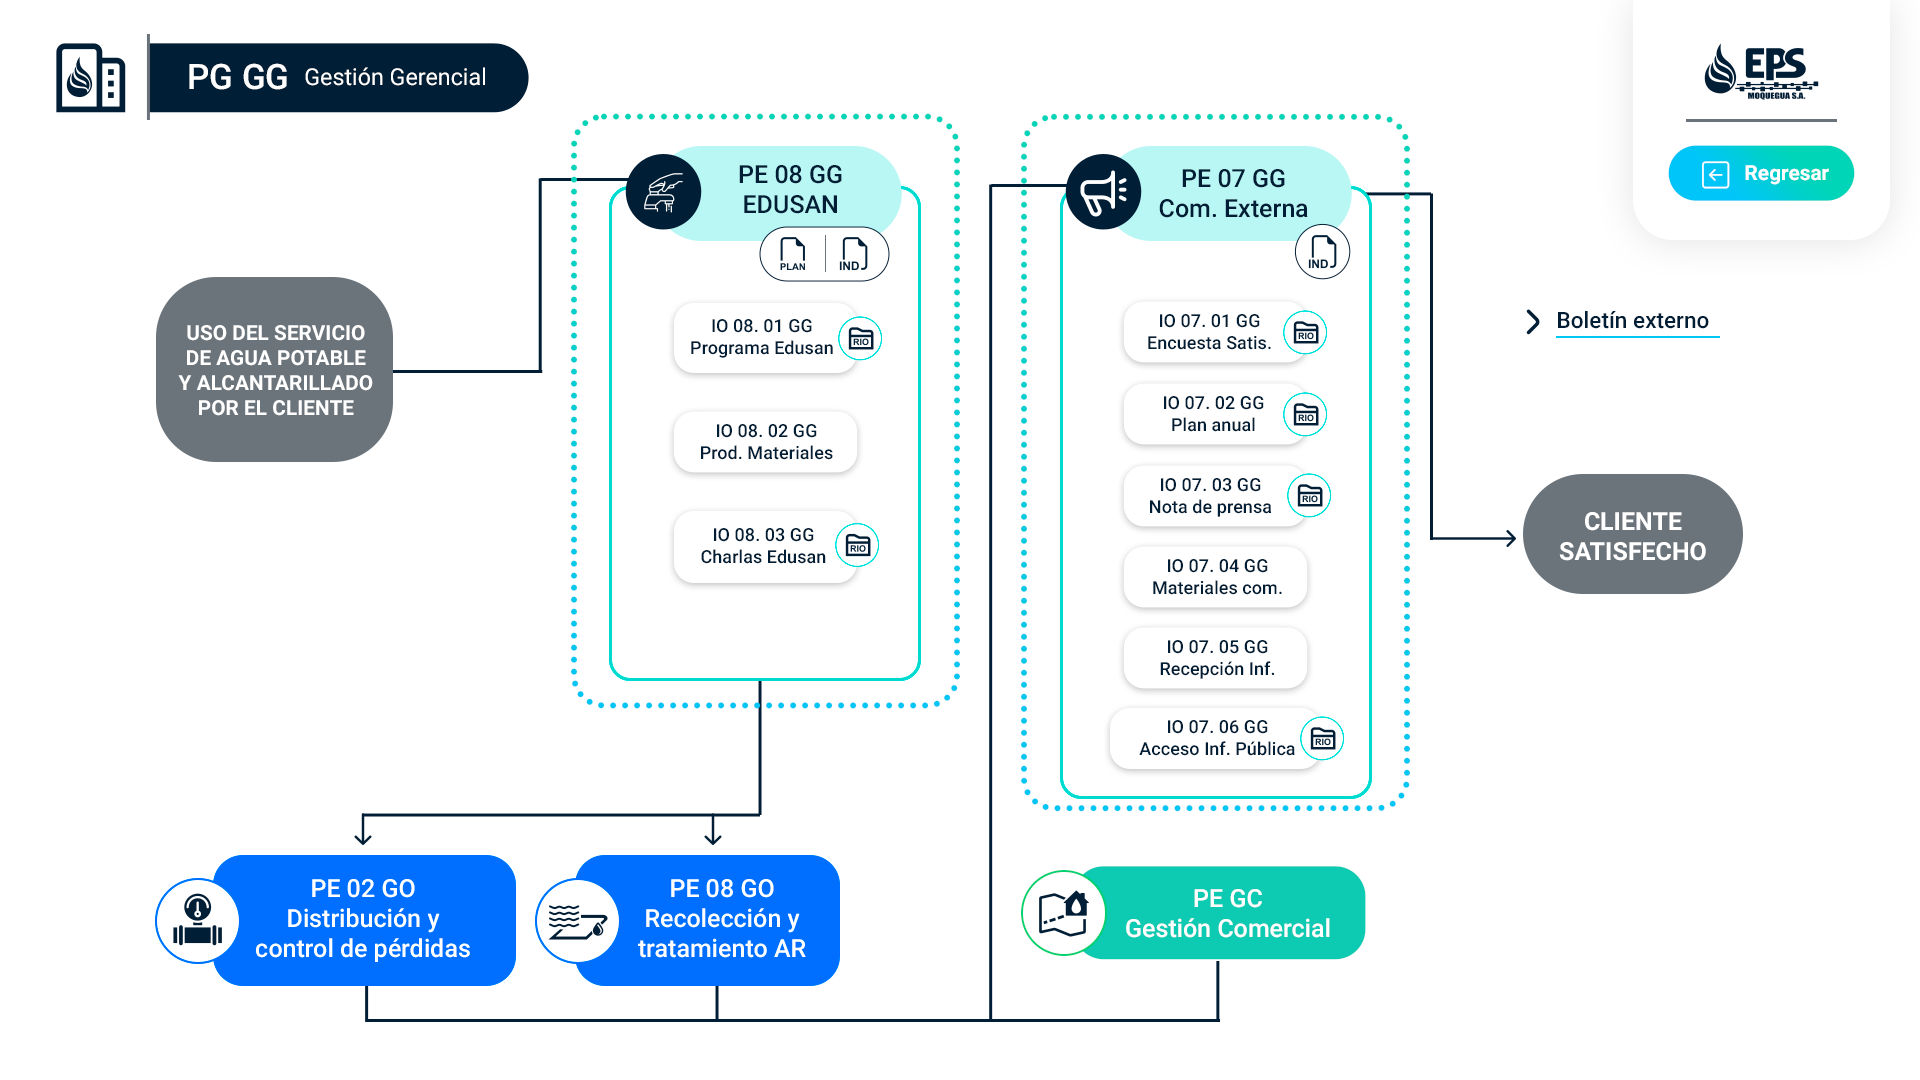 PG GG Gestión Gerencial
EPS
MOQUEGUA S.A.
Regresar
Boletín externo
USO DEL SERVICIO
DE AGUA POTABLE
Y ALCANTARILLADO
POR EL CLIENTE
PE 08 GG
EDUSAN
PLAN
IND
IO 08. 01 GG
Programa Edusan
RIO
IO 08. 02 GG
Prod. Materiales
IO 08. 03 GG
Charlas Edusan
RIO
PE 07 GG
Com. Externa
IND
IO 07. 01 GG
Encuesta Satis.
RIO
IO 07. 02 GG
Plan anual
RIO
IO 07. 03 GG
Nota de prensa
RIO
IO 07. 04 GG
Materiales com.
IO 07. 05 GG
Recepción Inf.
IO 07. 06 GG
Acceso Inf. Pública
RIO
CLIENTE
SATISFECHO
PE 02 GO
Distribución y
control de pérdidas
PE 08 GO
Recolección y
tratamiento AR
PE GC
Gestión Comercial